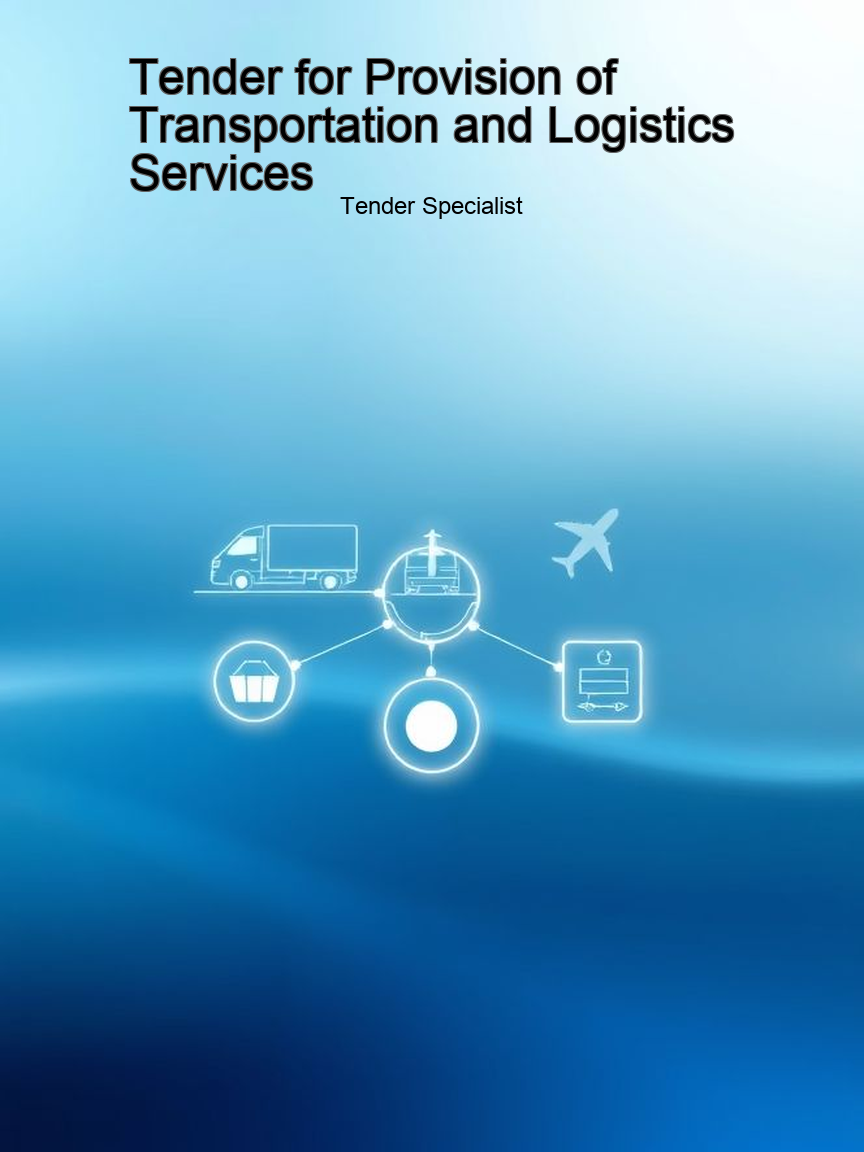 Tender for Provision of
Transportation and Logistics
Services
Tender Specialist